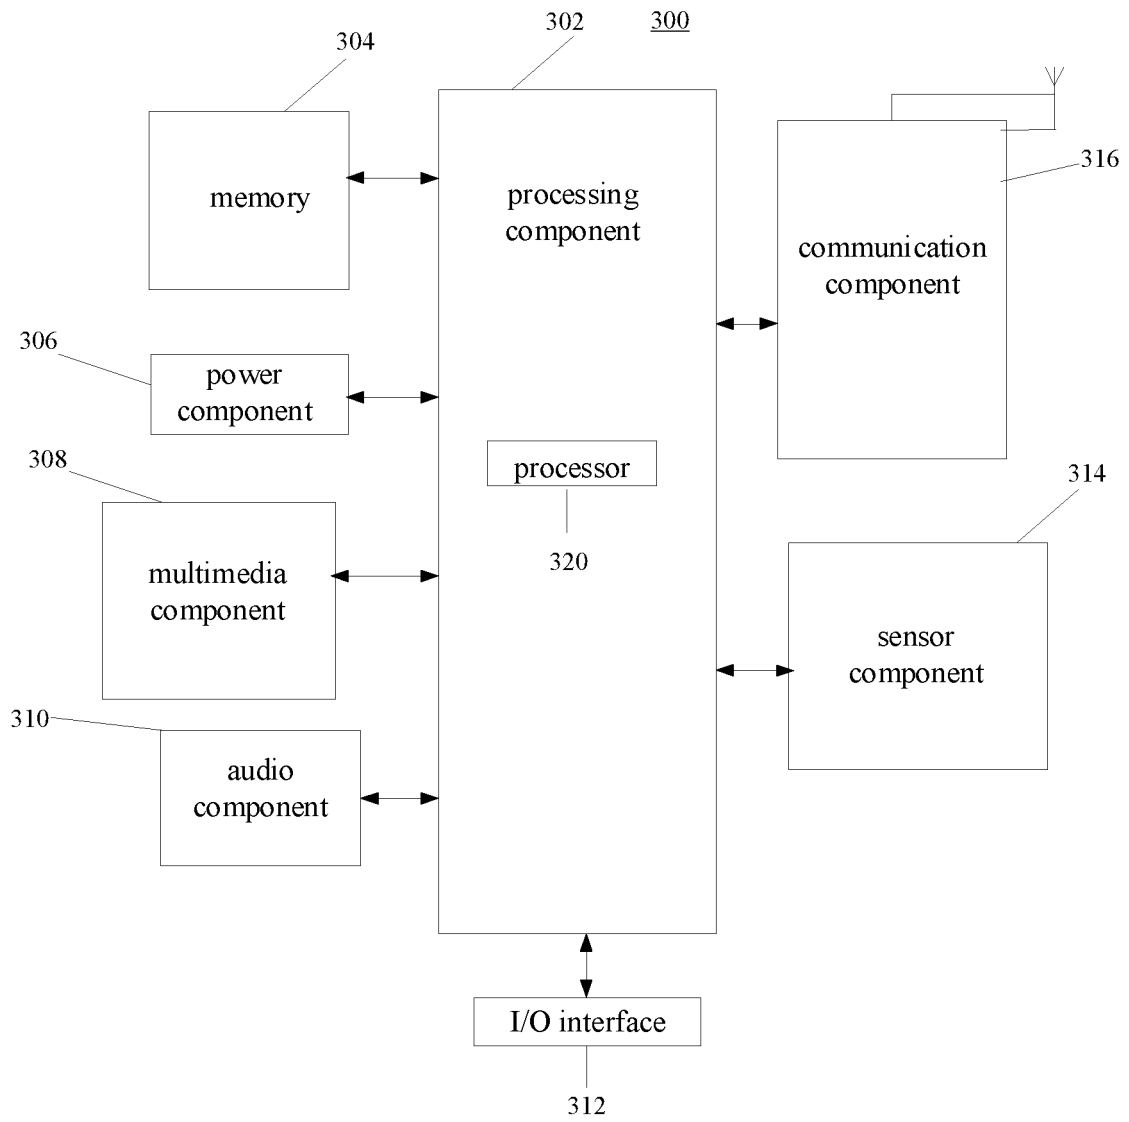 302
300
304
316
memory
processing
component
communication
component
306
power
component
308
processor
314
320
multimedia
component
sensor
component
310
audio
component
I/O interface
312